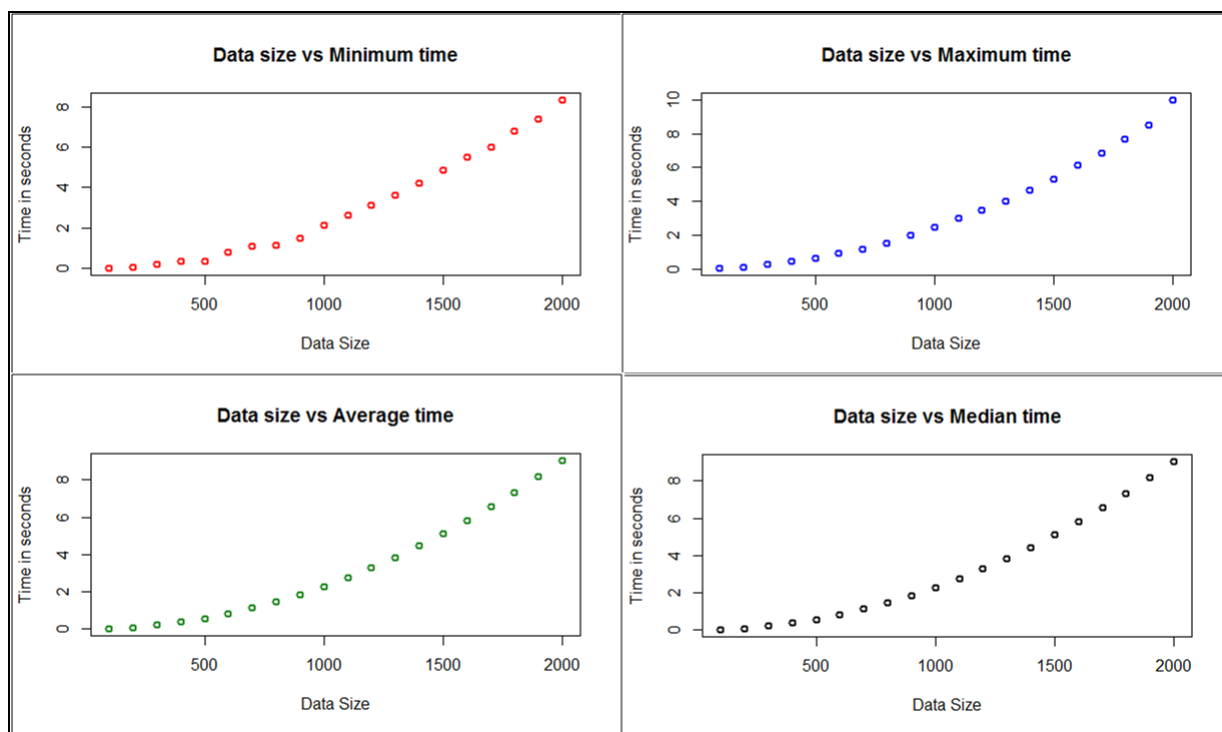 Data size vs Minimum time
Time in seconds
8
6
4
2
0
500 1000 1500 2000
Data Size
Data size vs Maximum time
Time in seconds
10
8
6
4
2
0
500 1000 1500 2000
Data Size
Data size vs Average time
Time in seconds
8
6
4
2
0
500 1000 1500 2000
Data Size
Data size vs Median time
Time in seconds
8
6
4
2
0
500 1000 1500 2000
Data Size